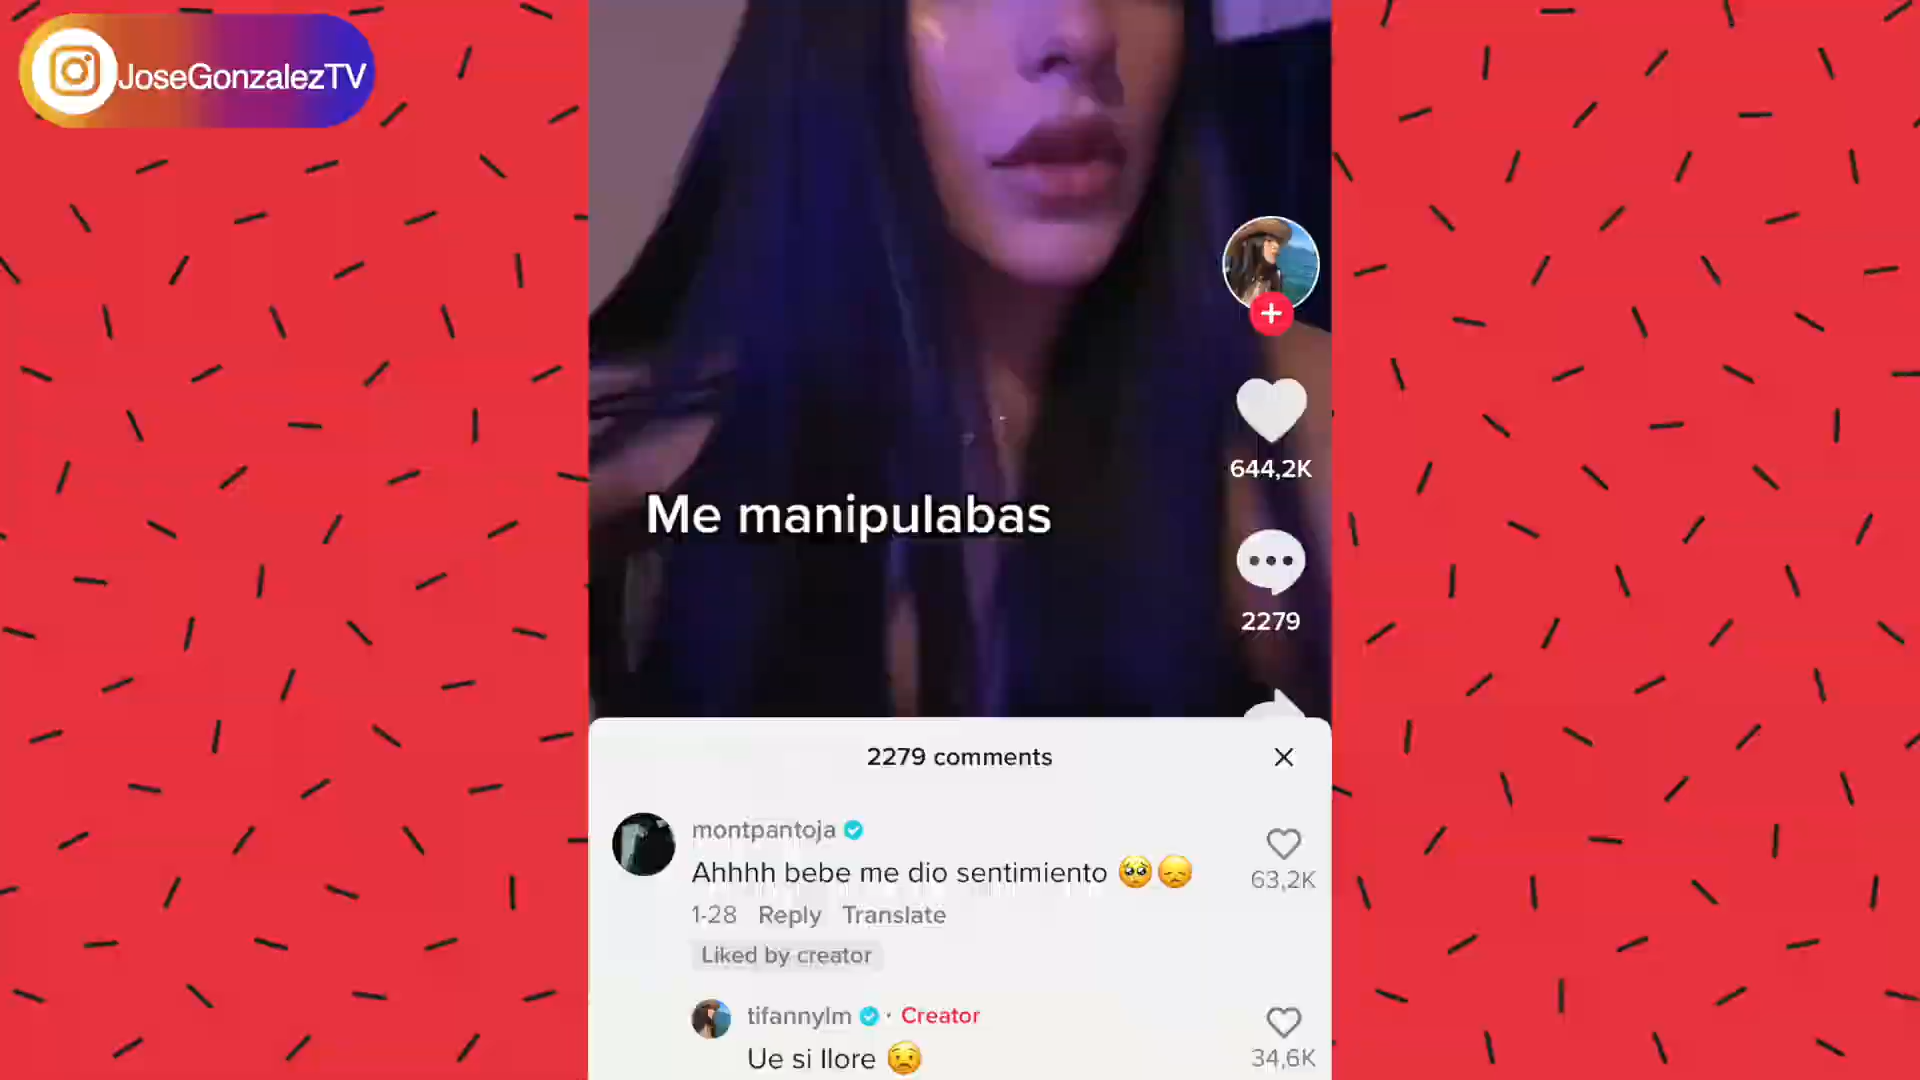 JoseGonzalezTV
644,2K
Me manipulabas
2279
2279 comments
montpantoja
Ahhhh bebe me dio sentimiento 🥺😞
63,2K
1-28 Reply Translate
Liked by creator
tifannylm · Creator
Ue si llore 😟
34,6K